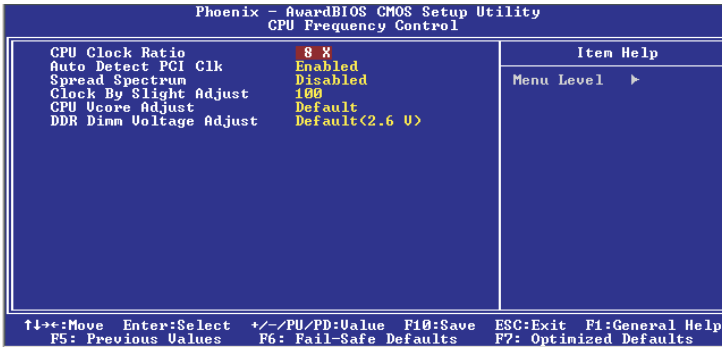 Phoenix - AwardBIOS CMOS Setup Utility
CPU Frequency Control
CPU Clock Ratio 8 X
Auto Detect PCI Clk Enabled
Spread Spectrum Disabled
Clock By Slight Adjust 100
CPU Vcore Adjust Default
DDR Dimm Voltage Adjust Default(2.6 V)
Item Help
Menu Level ►
↑↓→←:Move Enter:Select +/-/PU/PD:Value F10:Save ESC:Exit F1:General Help
F5: Previous Values F6: Fail-Safe Defaults F7: Optimized Defaults